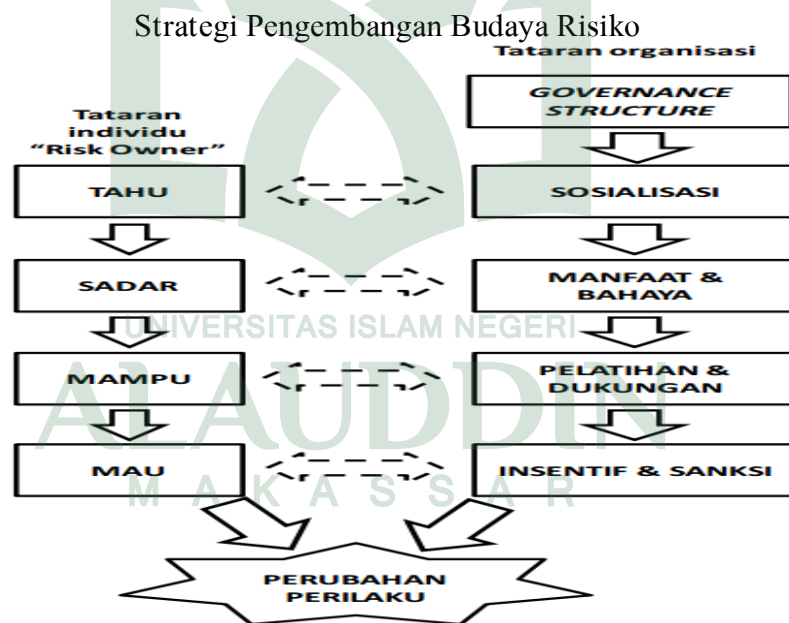 Strategi Pengembangan Budaya Risiko
Tataran organisasi
GOVERNANCE
STRUCTURE
Tataran
individu
“Risk Owner”
TAHU
SOSIALISASI
SADAR
MANFAAT &
BAHAYA
UNIVERSITAS ISLAM NEGERI
MAMPU
PELATIHAN &
DUKUNGAN
ALAUDDIN
MAU
INSENTIF & SANKSI
MAKASSAR
PERUBAHAN
PERILAKU